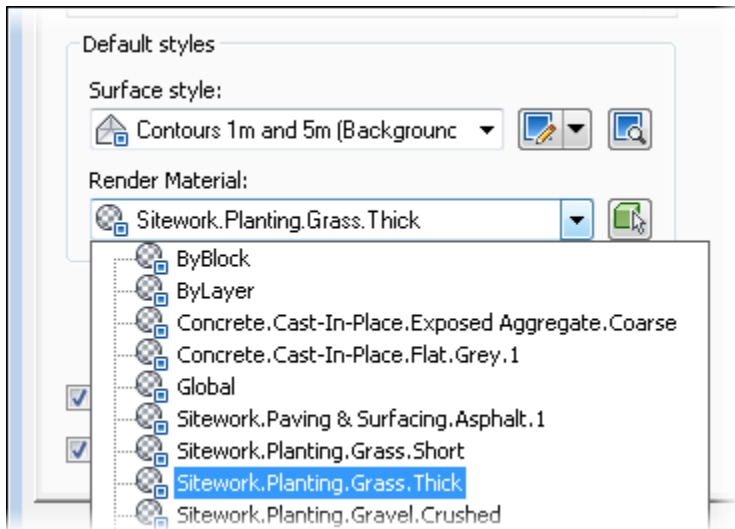 Default styles
Surface style:
Contours 1m and 5m (Backgrounc
Render Material:
Sitework.Planting.Grass.Thick
ByBlock
ByLayer
Concrete.Cast-In-Place.Exposed Aggregate.Coarse
Concrete.Cast-In-Place.Flat.Grey.1
Global
Sitework.Paving & Surfacing.Asphalt.1
Sitework.Planting.Grass.Short
Sitework.Planting.Grass.Thick
Sitework.Planting.Gravel.Crushed